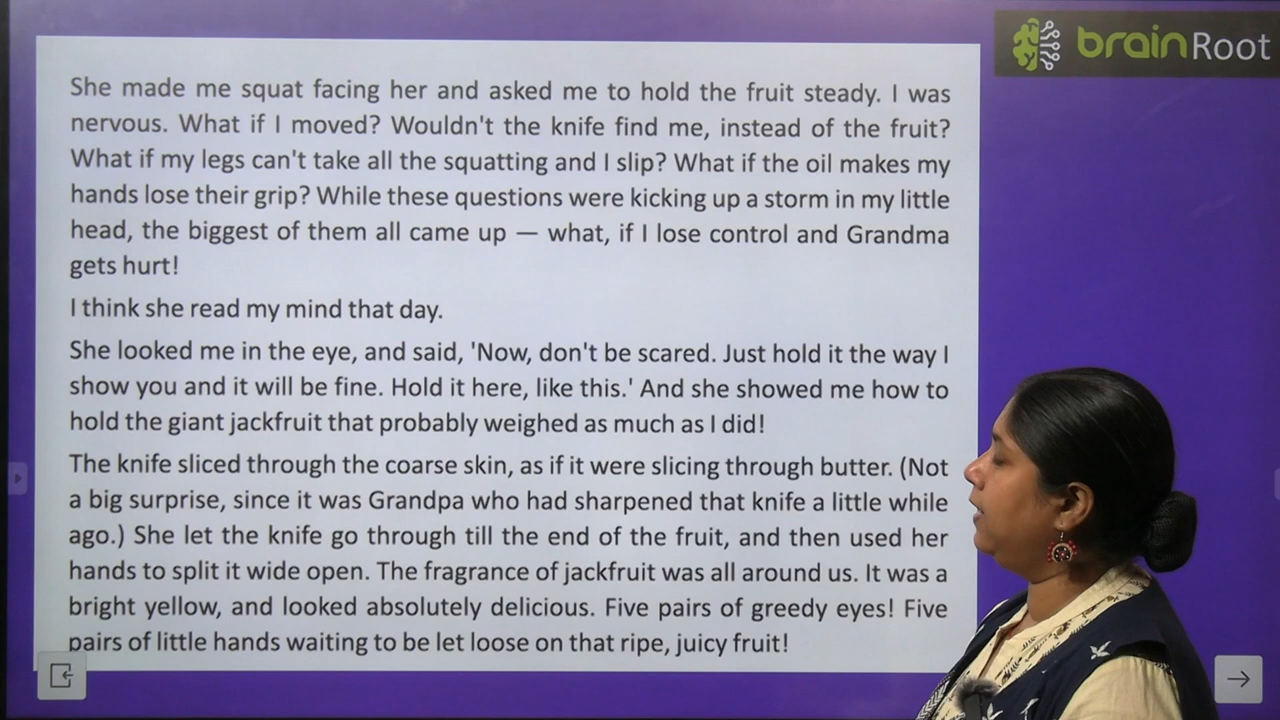 brainRoot
She made me squat facing her and asked me to hold the fruit steady. I was
nervous. What if I moved? Wouldn't the knife find me, instead of the fruit?
What if my legs can't take all the squatting and I slip? What if the oil makes my
hands lose their grip? While these questions were kicking up a storm in my little
head, the biggest of them all came up — what, if I lose control and Grandma
gets hurt!
I think she read my mind that day.
She looked me in the eye, and said, 'Now, don't be scared. Just hold it the way I
show you and it will be fine. Hold it here, like this.' And she showed me how to
hold the giant jackfruit that probably weighed as much as I did!
The knife sliced through the coarse skin, as if it were slicing through butter. (Not
a big surprise, since it was Grandpa who had sharpened that knife a little while
ago.) She let the knife go through till the end of the fruit, and then used her
hands to split it wide open. The fragrance of jackfruit was all around us. It was a
bright yellow, and looked absolutely delicious. Five pairs of greedy eyes! Five
pairs of little hands waiting to be let loose on that ripe, juicy fruit!